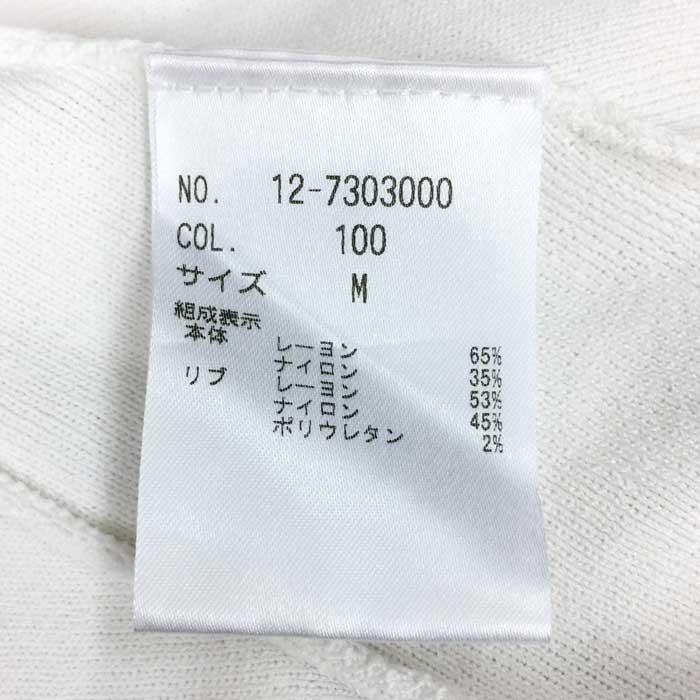 NO. 12-7303000
COL. 100
サイズ M
組成表示
本体 レーヨン 65%
ナイロン 35%
リブ レーヨン 53%
ナイロン 45%
ポリウレタン 2%